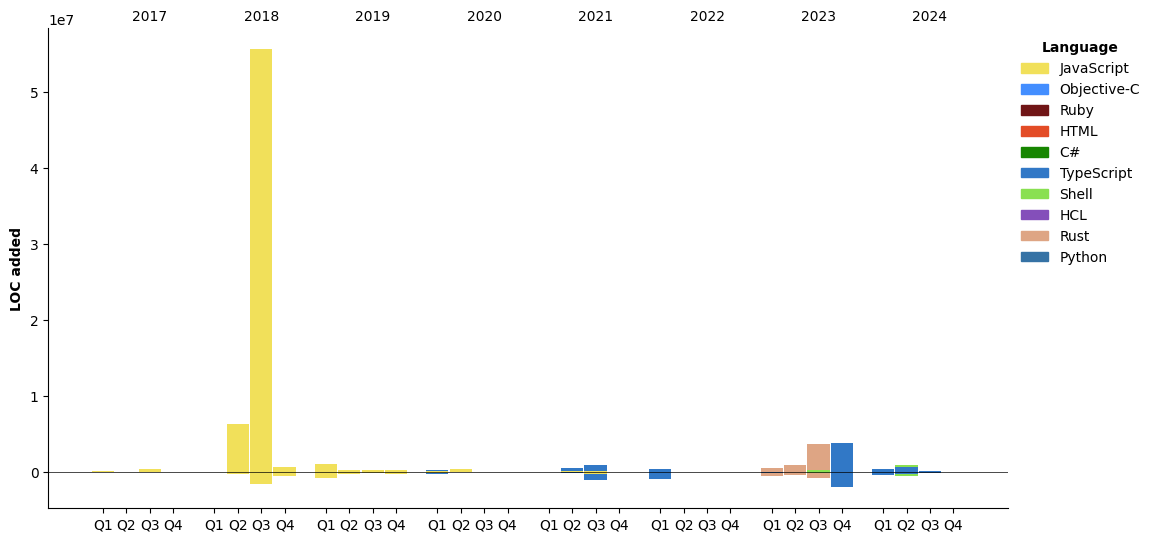 1e7
2017 2018 2019 2020 2021 2022 2023 2024
Language
JavaScript
Objective-C
Ruby
HTML
C#
TypeScript
Shell
HCL
Rust
Python
LOC added
5
4
3
2
1
0
Q1 Q2 Q3 Q4 Q1 Q2 Q3 Q4 Q1 Q2 Q3 Q4 Q1 Q2 Q3 Q4 Q1 Q2 Q3 Q4 Q1 Q2 Q3 Q4 Q1 Q2 Q3 Q4 Q1 Q2 Q3 Q4